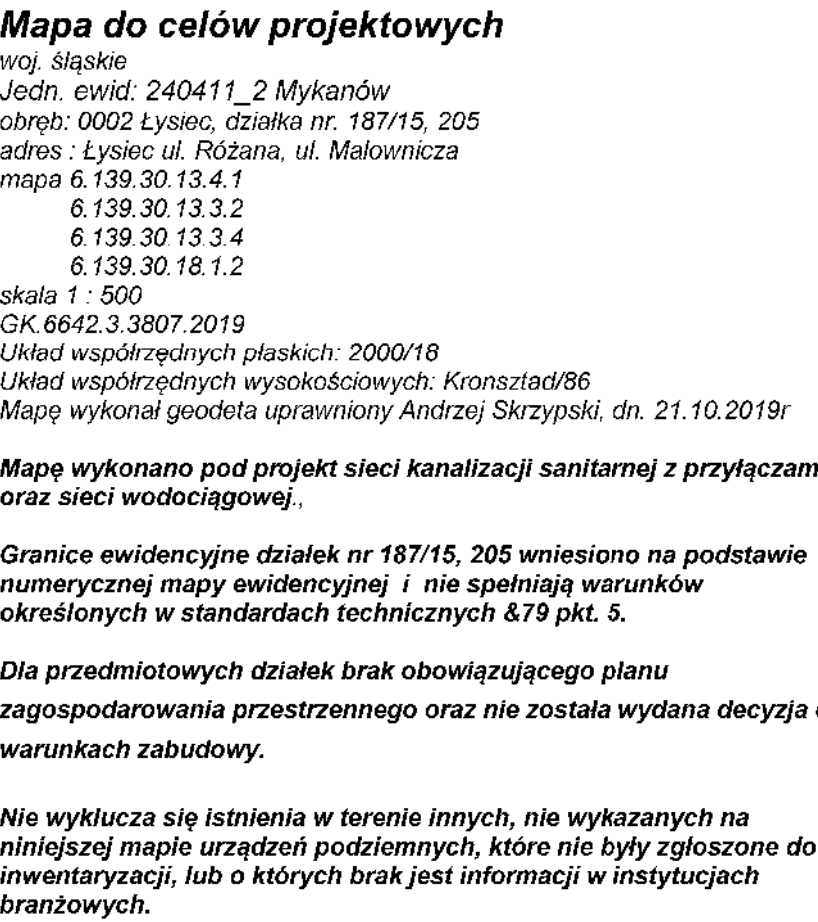 Mapa do celów projektowych
woj. śląskie
Jedn. ewid: 240411_2 Mykanów
obręb: 0002 Łysiec, działka nr. 187/15, 205
adres : Łysiec ul. Różana, ul. Malownicza
mapa 6.139.30.13.4.1
6.139.30.13.3.2
6.139.30.13.3.4
6.139.30.18.1.2
skala 1 : 500
GK.6642.3.3807.2019
Układ współrzędnych płaskich: 2000/18
Układ współrzędnych wysokościowych: Kronsztad/86
Mapę wykonał geodeta uprawniony Andrzej Skrzypski, dn. 21.10.2019r
Mapę wykonano pod projekt sieci kanalizacji sanitarnej z przyłączam
oraz sieci wodociągowej.,
Granice ewidencyjne działek nr 187/15, 205 wniesiono na podstawie
numerycznej mapy ewidencyjnej i nie spełniają warunków
określonych w standardach technicznych &79 pkt. 5.
Dla przedmiotowych działek brak obowiązującego planu
zagospodarowania przestrzennego oraz nie została wydana decyzja
warunkach zabudowy.
Nie wyklucza się istnienia w terenie innych, nie wykazanych na
niniejszej mapie urządzeń podziemnych, które nie były zgłoszone do
inwentaryzacji, lub o których brak jest informacji w instytucjach
branżowych.